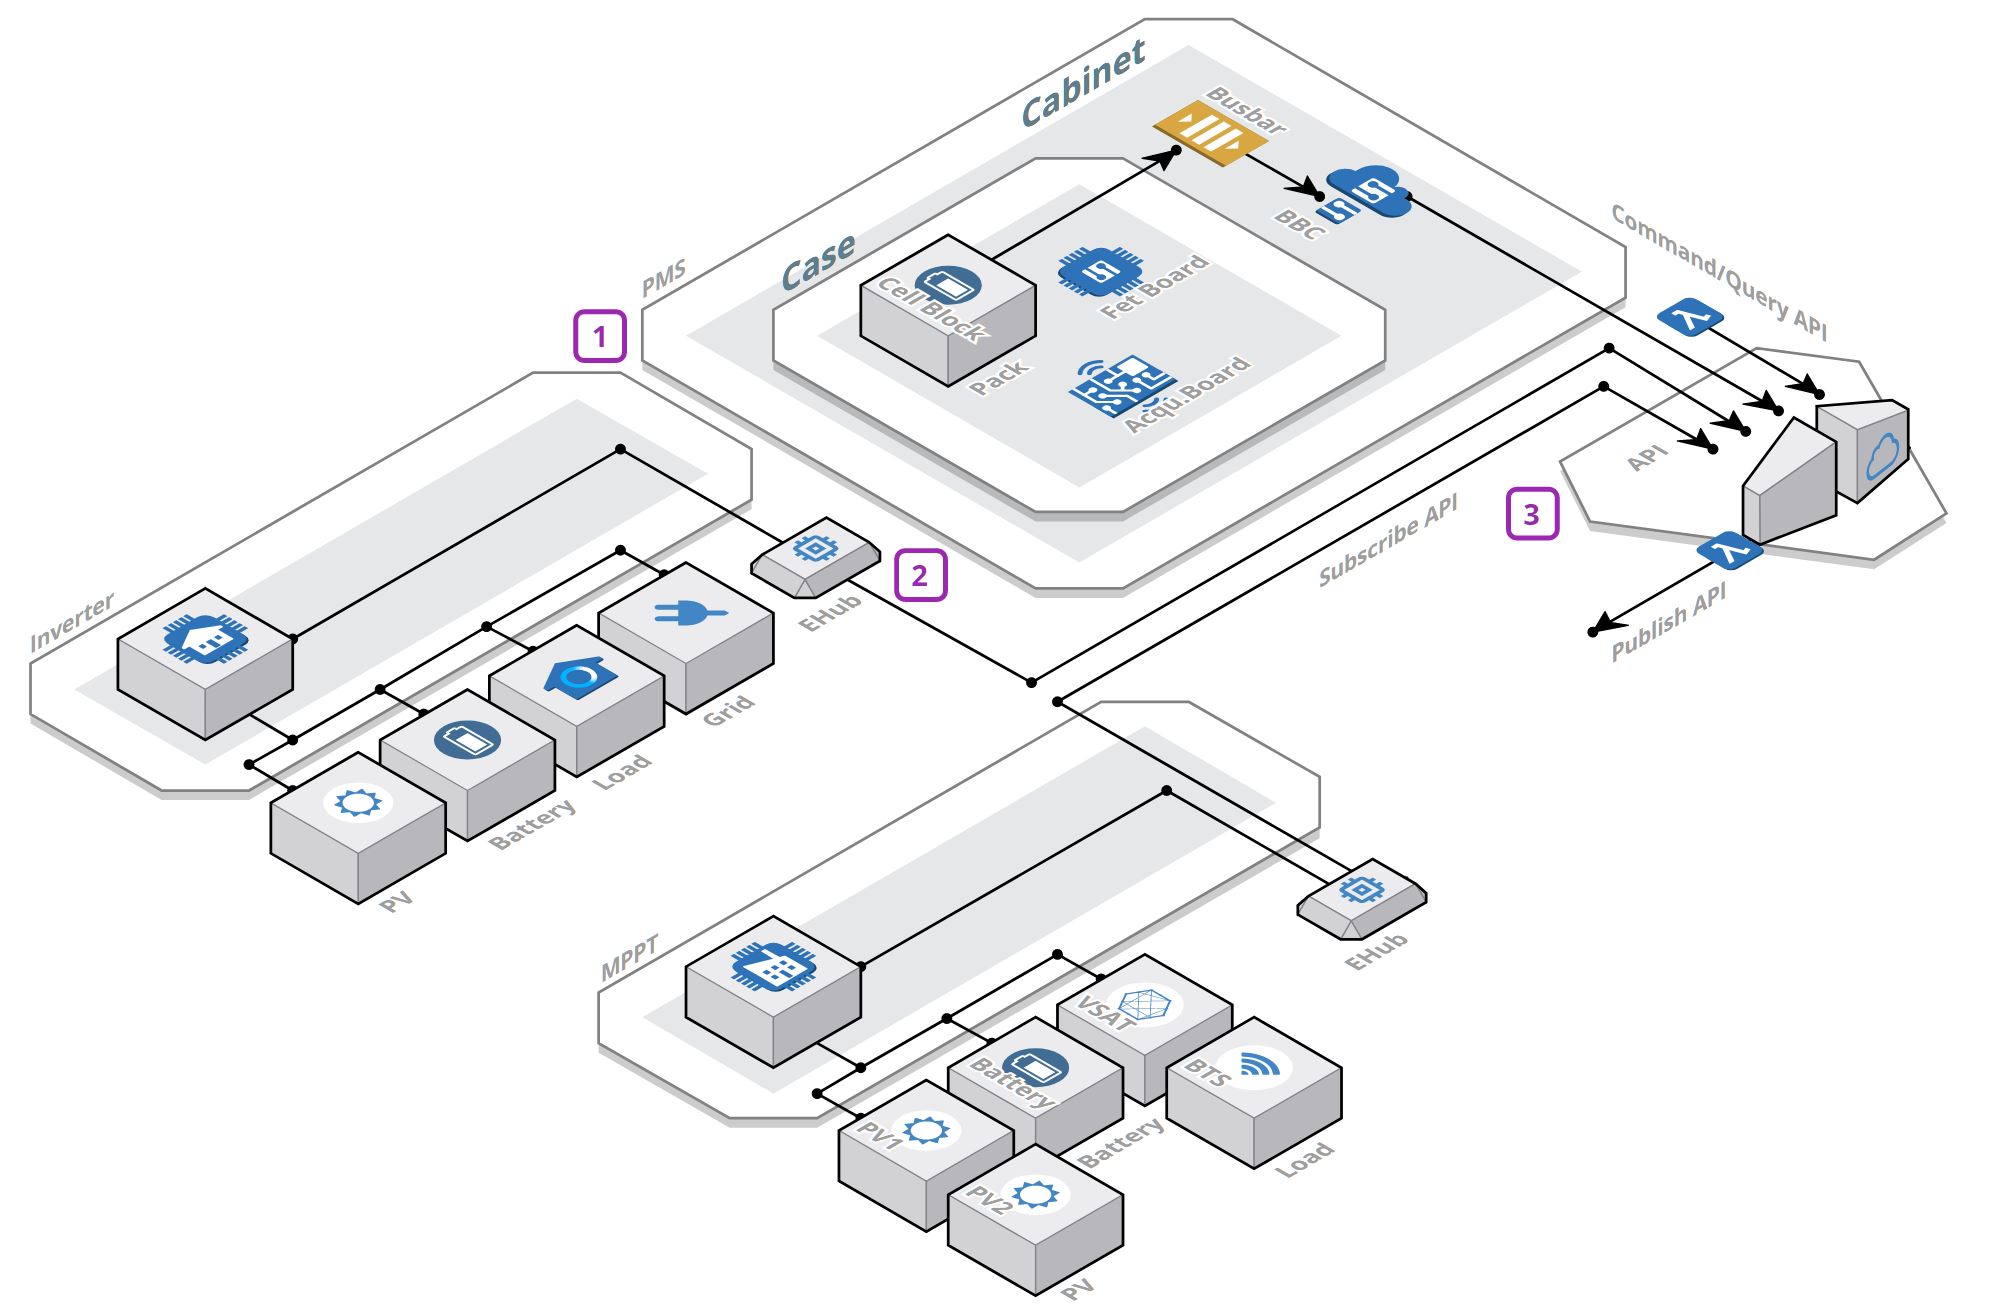 Cabinet
Busbar
BBC
PMS
Case
Cell Block
Pack
Fet Board
Acqu.Board
1
Command/Query API
API
3
Subscribe API
Publish API
Inverter
EHub
2
Grid
Load
Battery
PV
MPPT
EHub
VSAT
BTS
Battery
PV1
PV2
Battery
Load
PV